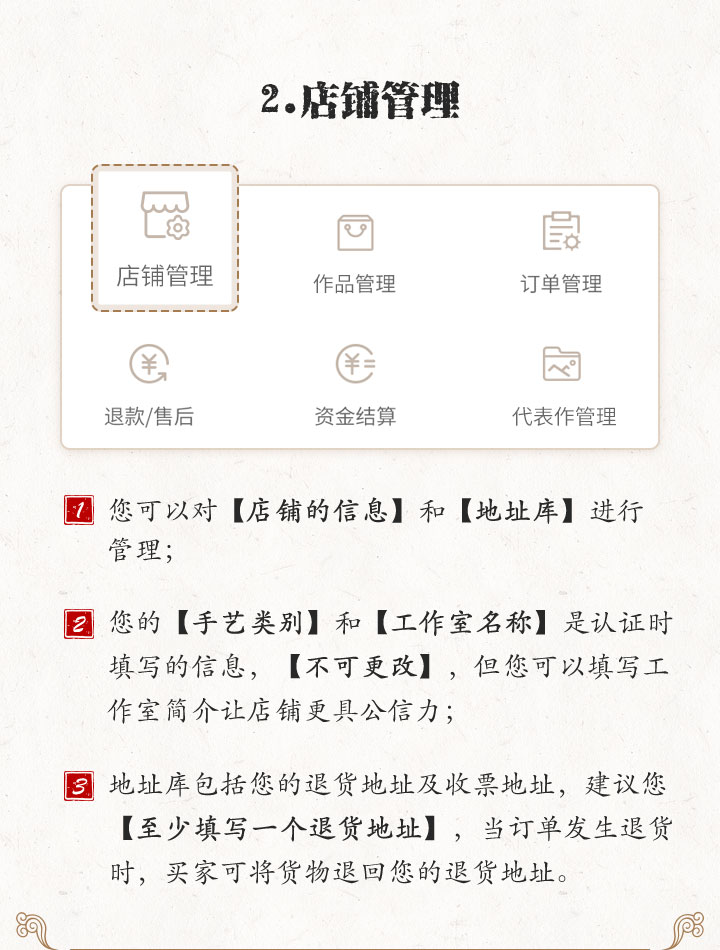 2.店铺管理
店铺管理
作品管理
订单管理
退款/售后
资金结算
代表作管理
1 您可以对【店铺的信息】和【地址库】进行
管理；
2 您的【手艺类别】和【工作室名称】是认证时
填写的信息，【不可更改】，但您可以填写工
作室简介让店铺更具公信力；
3 地址库包括您的退货地址及收票地址，建议您
【至少填写一个退货地址】，当订单发生退货
时，买家可将货物退回您的退货地址。